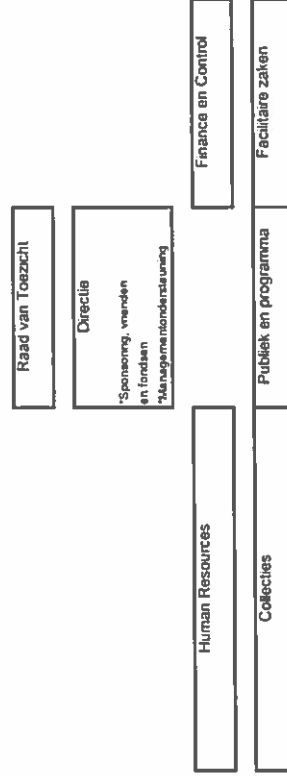 Raad van Toezicht
Directie
*Sponsoring, vrienden
en fondsen
*Managementondersteuning
Human Resources
Finance en Control
Collecties
Publiek en programma
Facilitaire zaken